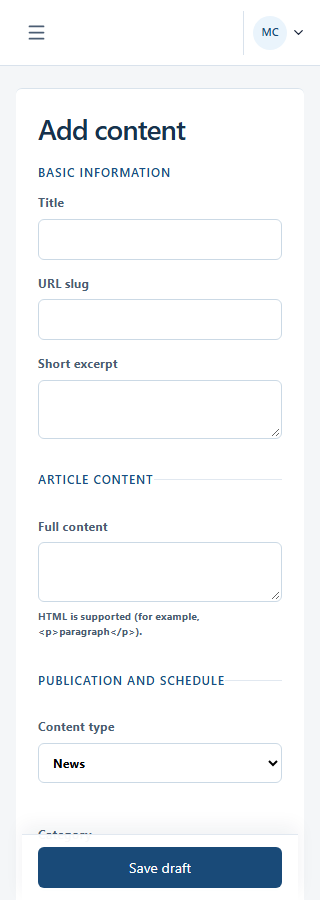 MC
Add content
BASIC INFORMATION
Title
URL slug
Short excerpt
ARTICLE CONTENT
Full content
HTML is supported (for example,
<p>paragraph</p>).
PUBLICATION AND SCHEDULE
Content type
News
Category
Save draft